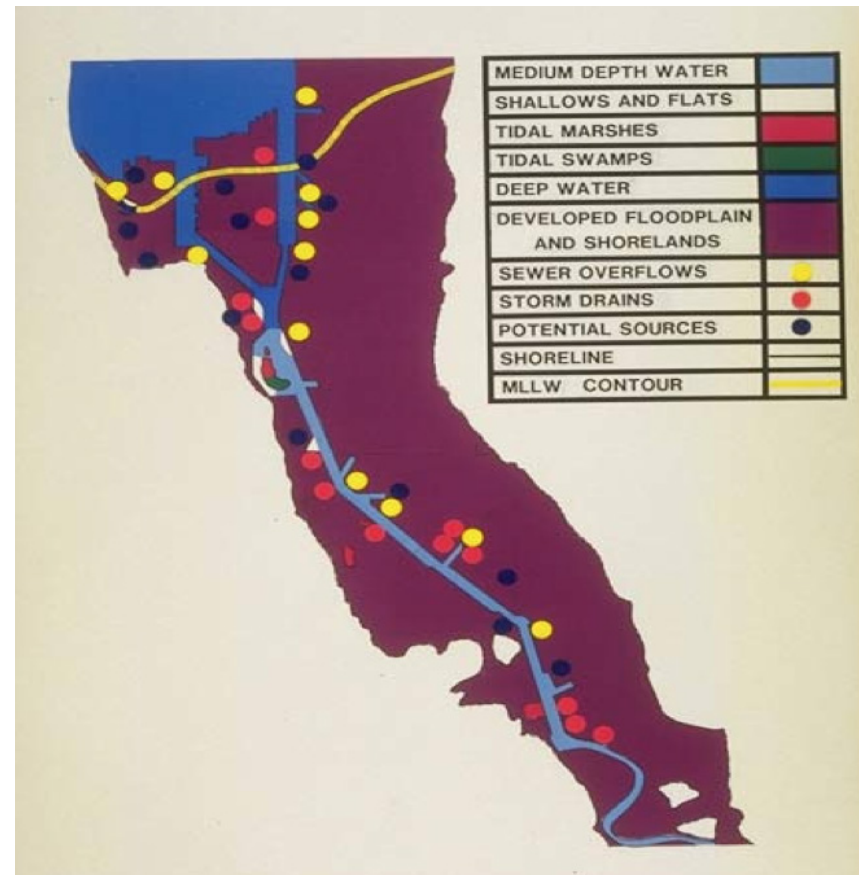 MEDIUM DEPTH WATER
SHALLOWS AND FLATS
TIDAL MARSHES
TIDAL SWAMPS
DEEP WATER
DEVELOPED FLOODPLAIN
AND SHORELANDS
SEWER OVERFLOWS
STORM DRAINS
POTENTIAL SOURCES
SHORELINE
MLLW CONTOUR